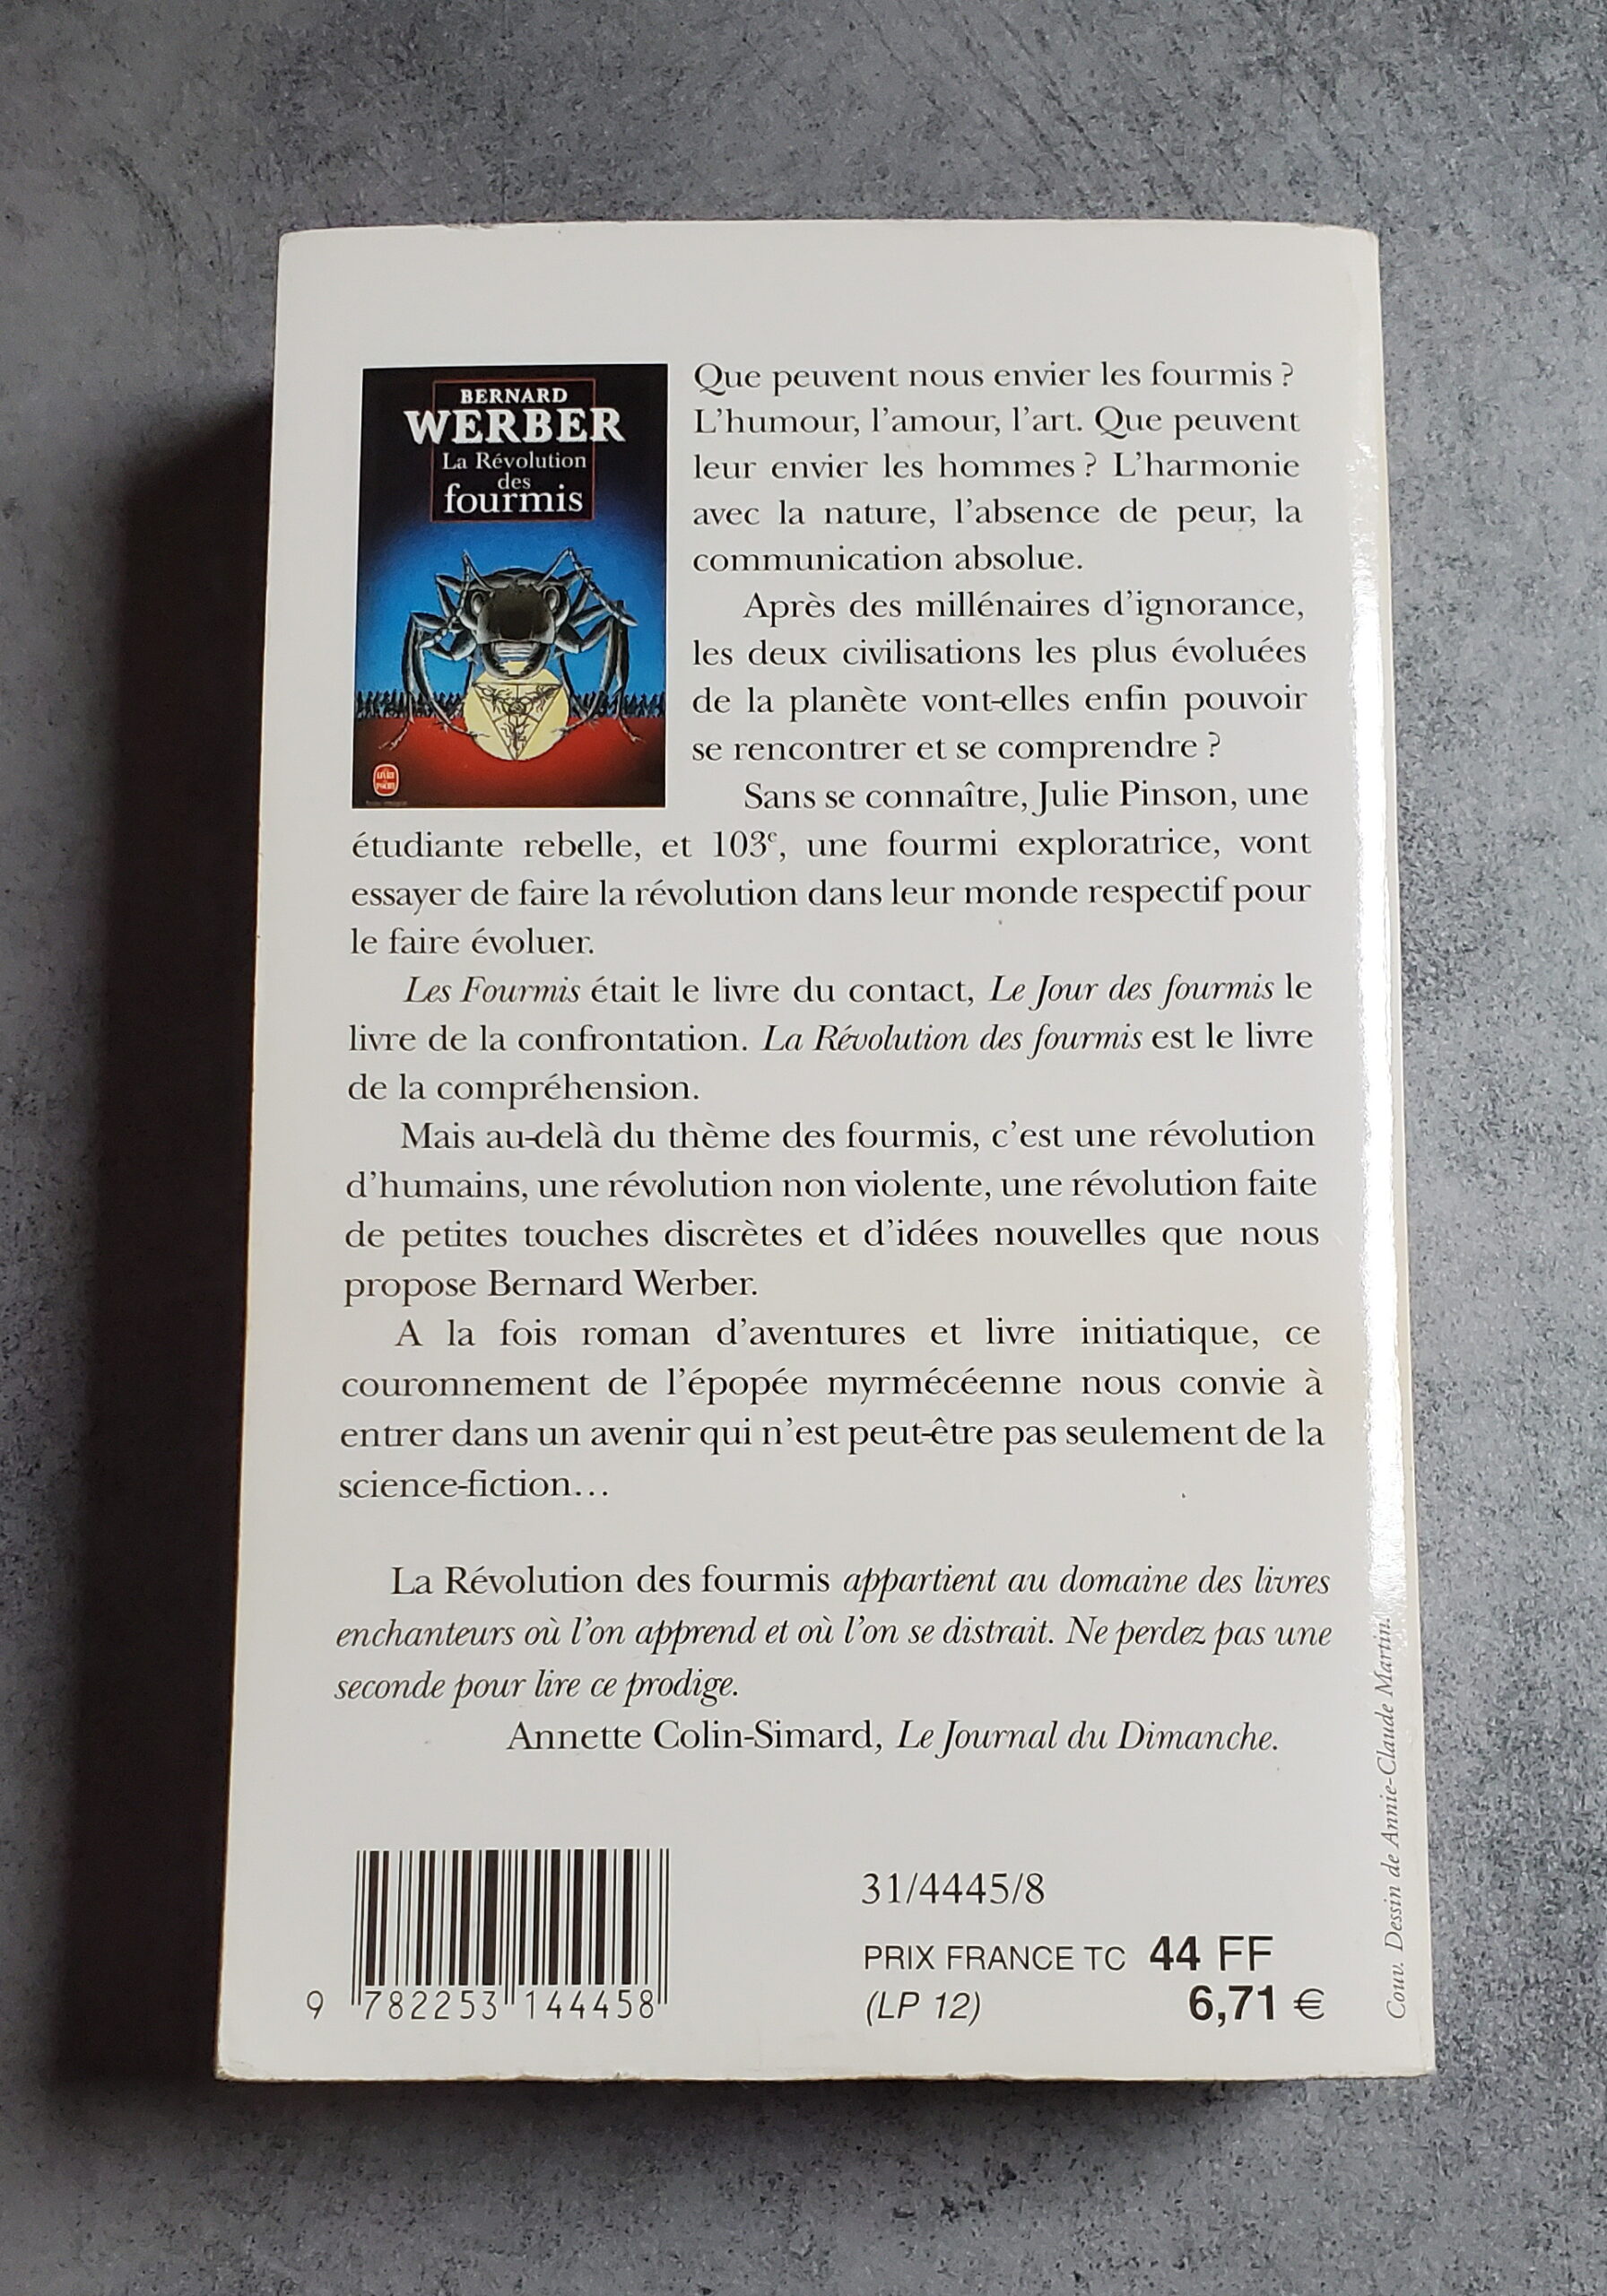 BERNARD
WERBER
La Révolution
des
fourmis
Que peuvent nous envier les fourmis ?
L'humour, l'amour, l'art. Que peuvent
leur envier les hommes ? L'harmonie
avec la nature, l'absence de peur, la
communication absolue.
Après des millénaires d'ignorance,
les deux civilisations les plus évoluées
de la planète vont-elles enfin pouvoir
se rencontrer et se comprendre ?
Sans se connaître, Julie Pinson, une
étudiante rebelle, et 103e, une fourmi exploratrice, vont
essayer de faire la révolution dans leur monde respectif pour
le faire évoluer.
Les Fourmis était le livre du contact, Le Jour des fourmis le
livre de la confrontation. La Révolution des fourmis est le livre
de la compréhension.
Mais au-delà du thème des fourmis, c'est une révolution
d'humains, une révolution non violente, une révolution faite
de petites touches discrètes et d'idées nouvelles que nous
propose Bernard Werber.
A la fois roman d'aventures et livre initiatique, ce
couronnement de l'épopée myrmécéenne nous convie à
entrer dans un avenir qui n'est peut-être pas seulement de la
science-fiction...
La Révolution des fourmis appartient au domaine des livres
enchanteurs où l'on apprend et où l'on se distrait. Ne perdez pas une
seconde pour lire ce prodige.
Annette Colin-Simard, Le Journal du Dimanche.
9 782253 144458
31/4445/8
PRIX FRANCE TC 44 FF
(LP 12) 6,71 €
Couv. Dessin de Annie-Claude Martin.